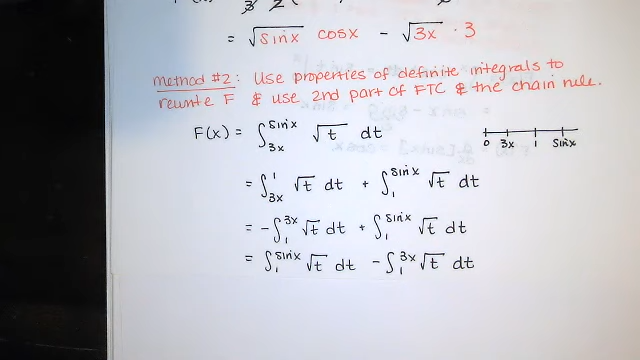 = √sinx cosx - √3x · 3
Method #2: Use properties of definite integrals to
rewrite F & use 2nd part of FTC & the chain rule.
F(x) = ∫_{3x}^{sinx} √t dt
0 3x 1 sinx
= ∫_{3x}^{1} √t dt + ∫_{1}^{sinx} √t dt
= -∫_{1}^{3x} √t dt + ∫_{1}^{sinx} √t dt
= ∫_{1}^{sinx} √t dt - ∫_{1}^{3x} √t dt